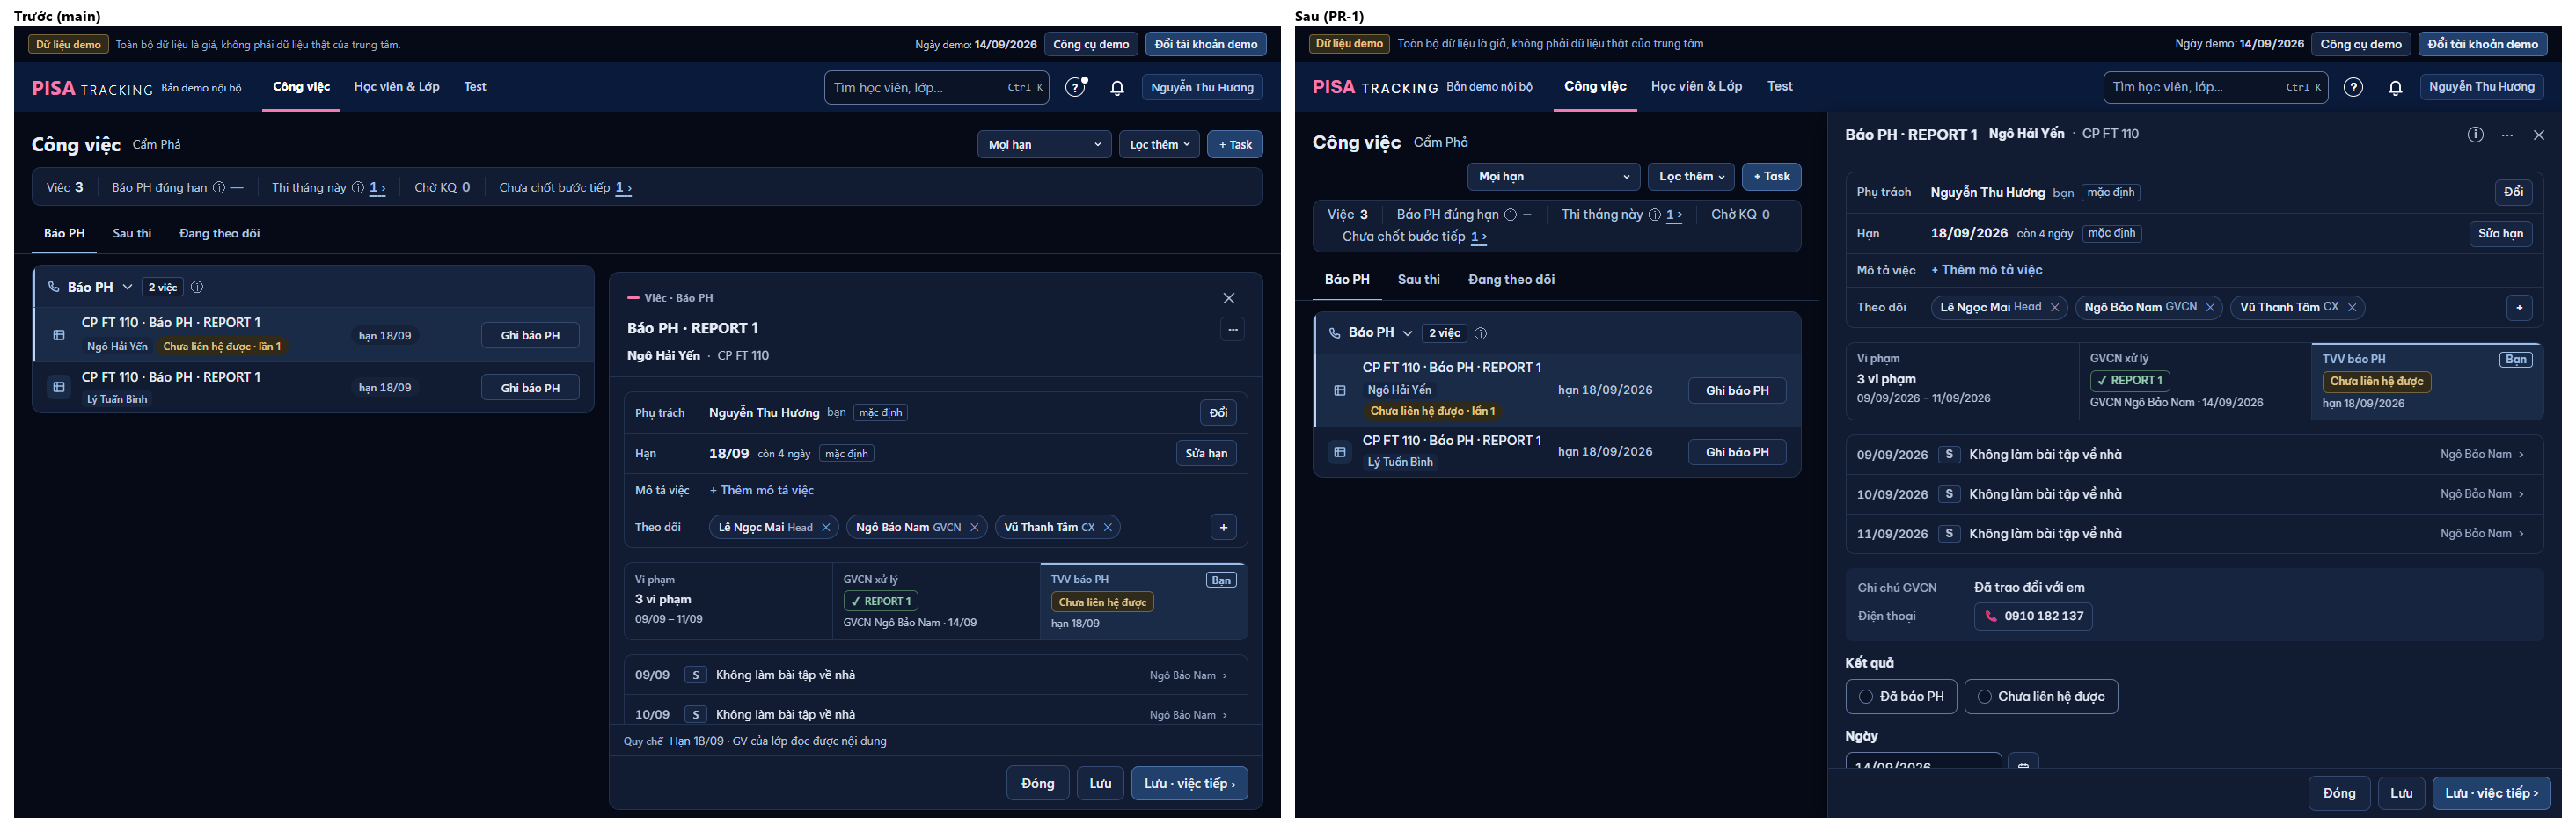 Trước (main)
Dữ liệu demo Toàn bộ dữ liệu là giả, không phải dữ liệu thật của trung tâm. Ngày demo: 14/09/2026 Công cụ demo Đổi tài khoản demo
PISA TRACKING Bản demo nội bộ Công việc Học viên & Lớp Test Tìm học viên, lớp... Ctrl K ? Nguyễn Thu Hương
Công việc Cẩm Phả Mọi hạn Lọc thêm + Task
Việc 3 Báo PH đúng hạn — Thi tháng này 1 › Chờ KQ 0 Chưa chốt bước tiếp 1 ›
Báo PH Sau thi Đang theo dõi
Báo PH 2 việc
CP FT 110 · Báo PH · REPORT 1
Ngô Hải Yến Chưa liên hệ được · lần 1 hạn 18/09 Ghi báo PH
CP FT 110 · Báo PH · REPORT 1
Lý Tuấn Bình hạn 18/09 Ghi báo PH
Việc · Báo PH
Báo PH · REPORT 1 ...
Ngô Hải Yến · CP FT 110
Phụ trách Nguyễn Thu Hương bạn mặc định Đổi
Hạn 18/09 còn 4 ngày mặc định Sửa hạn
Mô tả việc + Thêm mô tả việc
Theo dõi Lê Ngọc Mai Head Ngô Bảo Nam GVCN Vũ Thanh Tâm CX +
Vi phạm
3 vi phạm
09/09 – 11/09
GVCN xử lý
✓ REPORT 1
GVCN Ngô Bảo Nam · 14/09
TVV báo PH Bạn
Chưa liên hệ được
hạn 18/09
09/09 S Không làm bài tập về nhà Ngô Bảo Nam ›
10/09 S Không làm bài tập về nhà Ngô Bảo Nam ›
Quy chế Hạn 18/09 · GV của lớp đọc được nội dung
Đóng Lưu Lưu · việc tiếp ›
Sau (PR-1)
Dữ liệu demo Toàn bộ dữ liệu là giả, không phải dữ liệu thật của trung tâm. Ngày demo: 14/09/2026 Công cụ demo Đổi tài khoản demo
PISA TRACKING Bản demo nội bộ Công việc Học viên & Lớp Test Tìm học viên, lớp... Ctrl K ? Nguyễn Thu Hương
Công việc Cẩm Phả
Mọi hạn Lọc thêm + Task
Việc 3 Báo PH đúng hạn — Thi tháng này 1 › Chờ KQ 0
Chưa chốt bước tiếp 1 ›
Báo PH Sau thi Đang theo dõi
Báo PH 2 việc
CP FT 110 · Báo PH · REPORT 1
Ngô Hải Yến hạn 18/09/2026 Ghi báo PH
Chưa liên hệ được · lần 1
CP FT 110 · Báo PH · REPORT 1
Lý Tuấn Bình hạn 18/09/2026 Ghi báo PH
Báo PH · REPORT 1 Ngô Hải Yến · CP FT 110 ...
Phụ trách Nguyễn Thu Hương bạn mặc định Đổi
Hạn 18/09/2026 còn 4 ngày mặc định Sửa hạn
Mô tả việc + Thêm mô tả việc
Theo dõi Lê Ngọc Mai Head Ngô Bảo Nam GVCN Vũ Thanh Tâm CX +
Vi phạm
3 vi phạm
09/09/2026 – 11/09/2026
GVCN xử lý
✓ REPORT 1
GVCN Ngô Bảo Nam · 14/09/2026
TVV báo PH Bạn
Chưa liên hệ được
hạn 18/09/2026
09/09/2026 S Không làm bài tập về nhà Ngô Bảo Nam ›
10/09/2026 S Không làm bài tập về nhà Ngô Bảo Nam ›
11/09/2026 S Không làm bài tập về nhà Ngô Bảo Nam ›
Ghi chú GVCN Đã trao đổi với em
Điện thoại 0910 182 137
Kết quả
Đã báo PH Chưa liên hệ được
Ngày
14/09/2026
Đóng Lưu Lưu · việc tiếp ›